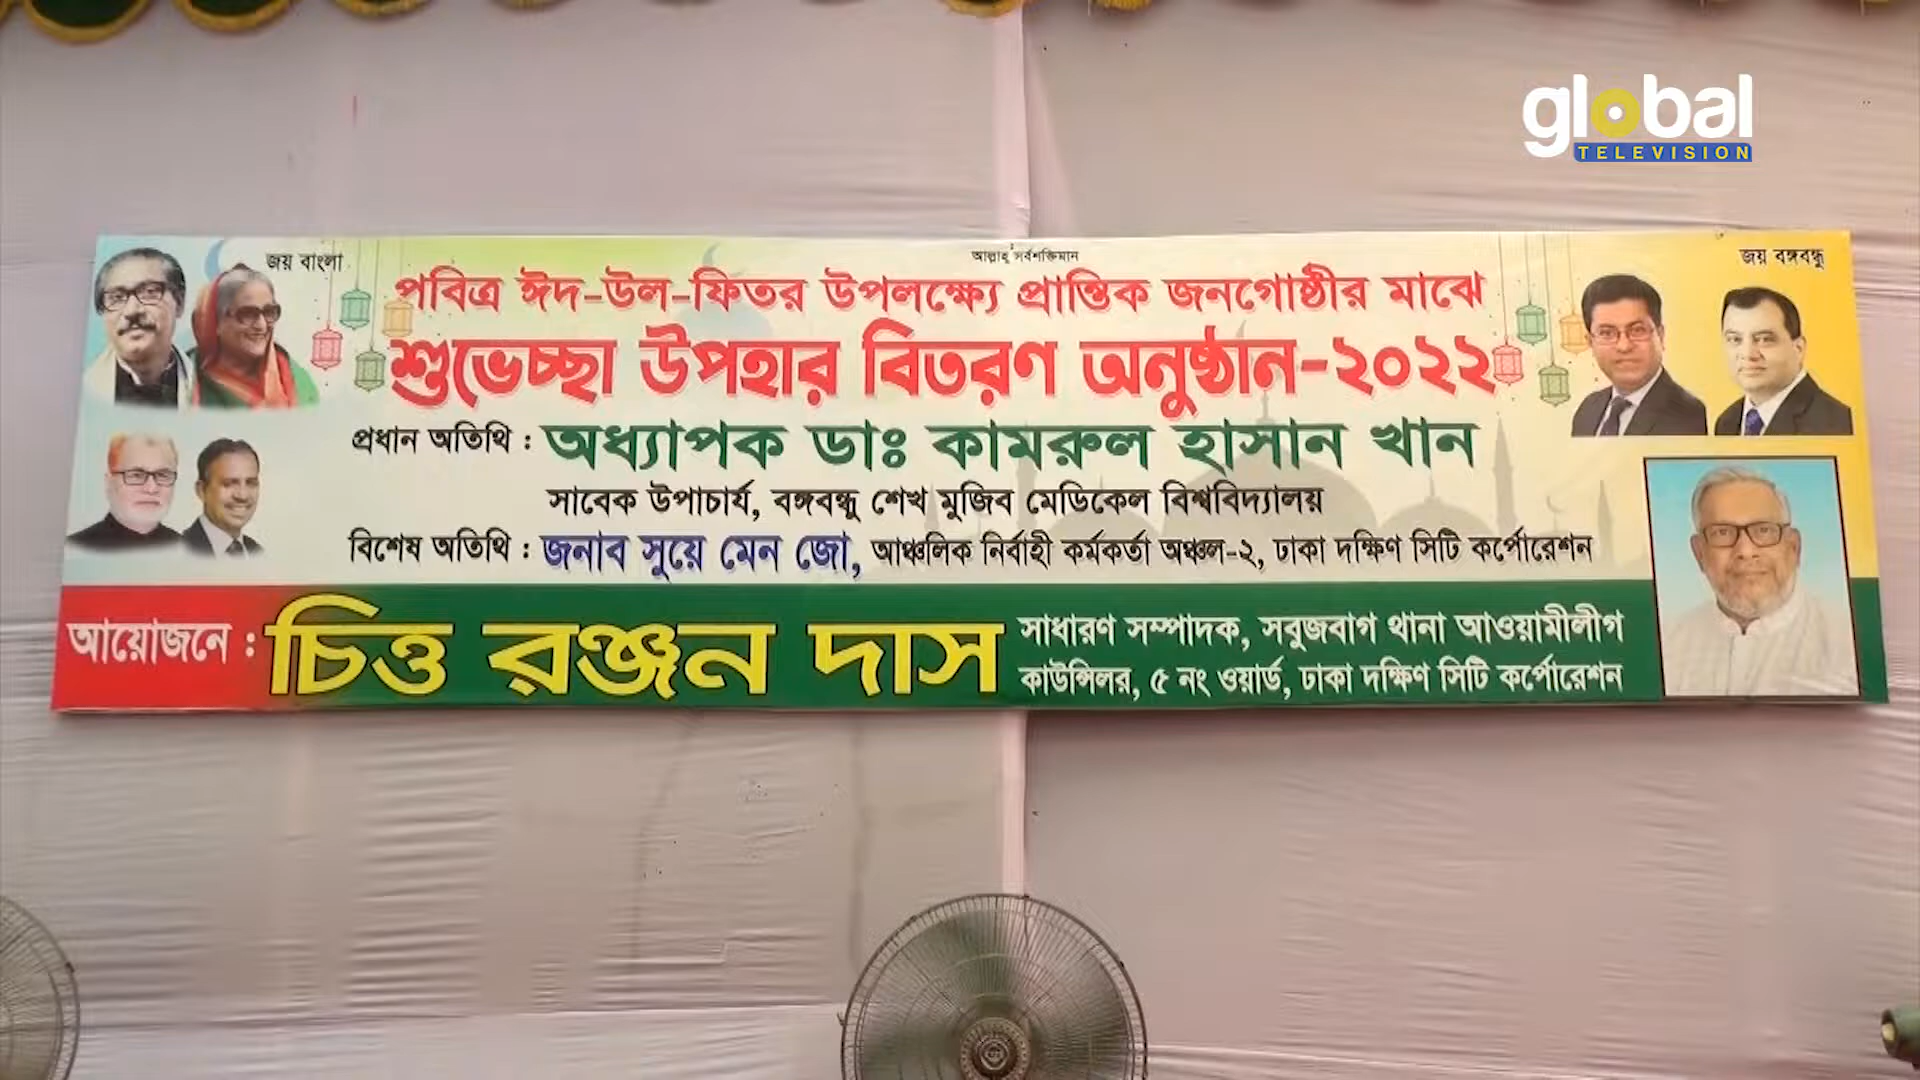 global
TELEVISION
জয় বাংলা
আল্লাহু সর্বশক্তিমান
জয় বঙ্গবন্ধু
পবিত্র ঈদ-উল-ফিতর উপলক্ষ্যে প্রান্তিক জনগোষ্ঠীর মাঝে
শুভেচ্ছা উপহার বিতরণ অনুষ্ঠান-২০২২
প্রধান অতিথি : অধ্যাপক ডাঃ কামরুল হাসান খান
সাবেক উপাচার্য, বঙ্গবন্ধু শেখ মুজিব মেডিকেল বিশ্ববিদ্যালয়
বিশেষ অতিথি : জনাব সুয়ে মেন জো, আঞ্চলিক নির্বাহী কর্মকর্তা অঞ্চল-২, ঢাকা দক্ষিণ সিটি কর্পোরেশন
আয়োজনে : চিত্ত রঞ্জন দাস
সাধারণ সম্পাদক, সবুজবাগ থানা আওয়ামীলীগ
কাউন্সিলর, ৫ নং ওয়ার্ড, ঢাকা দক্ষিণ সিটি কর্পোরেশন